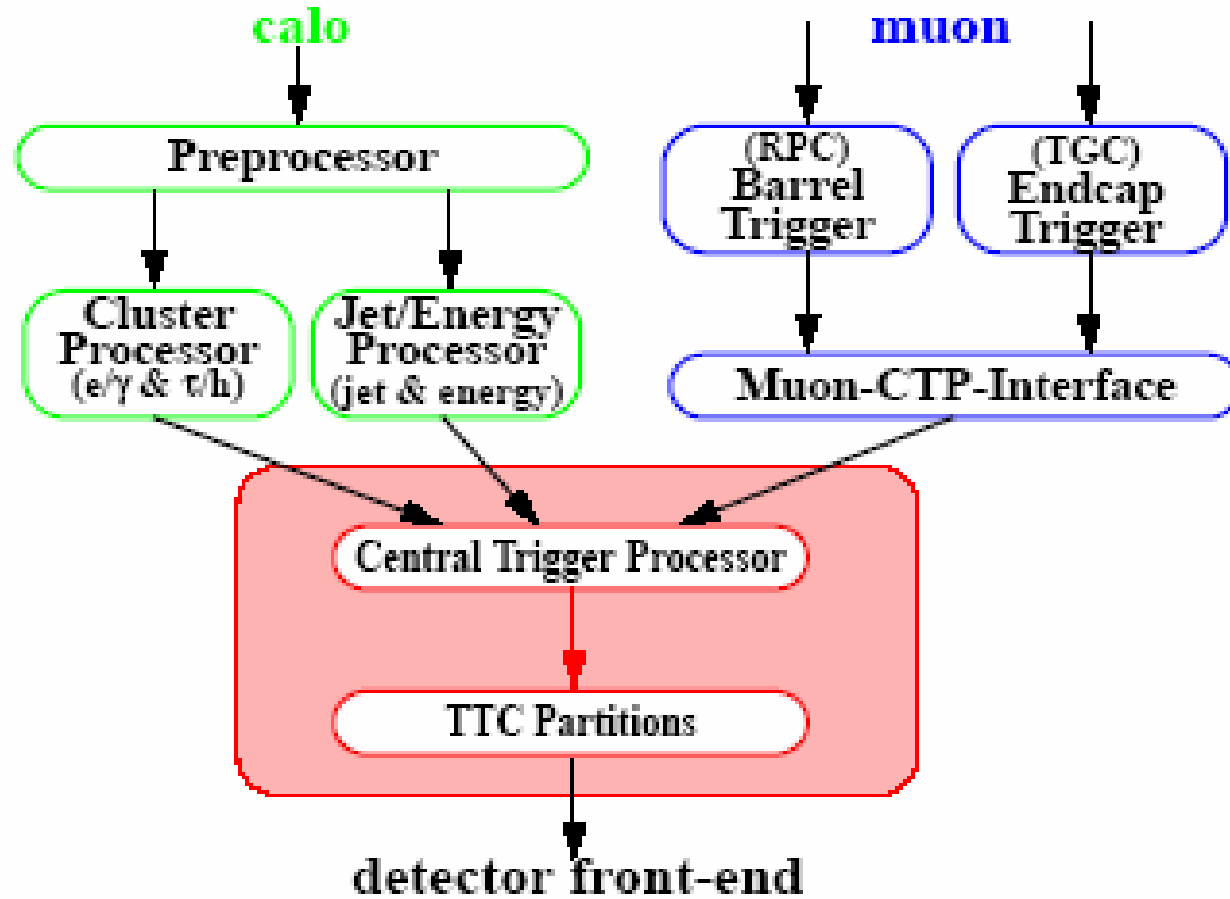 calo
muon
Preprocessor
(RPC)
Barrel
Trigger
(TGC)
Endcap
Trigger
Cluster
Processor
(e/γ & τ/h)
Jet/Energy
Processor
(jet & energy)
Muon-CTP-Interface
Central Trigger Processor
TTC Partitions
detector front-end